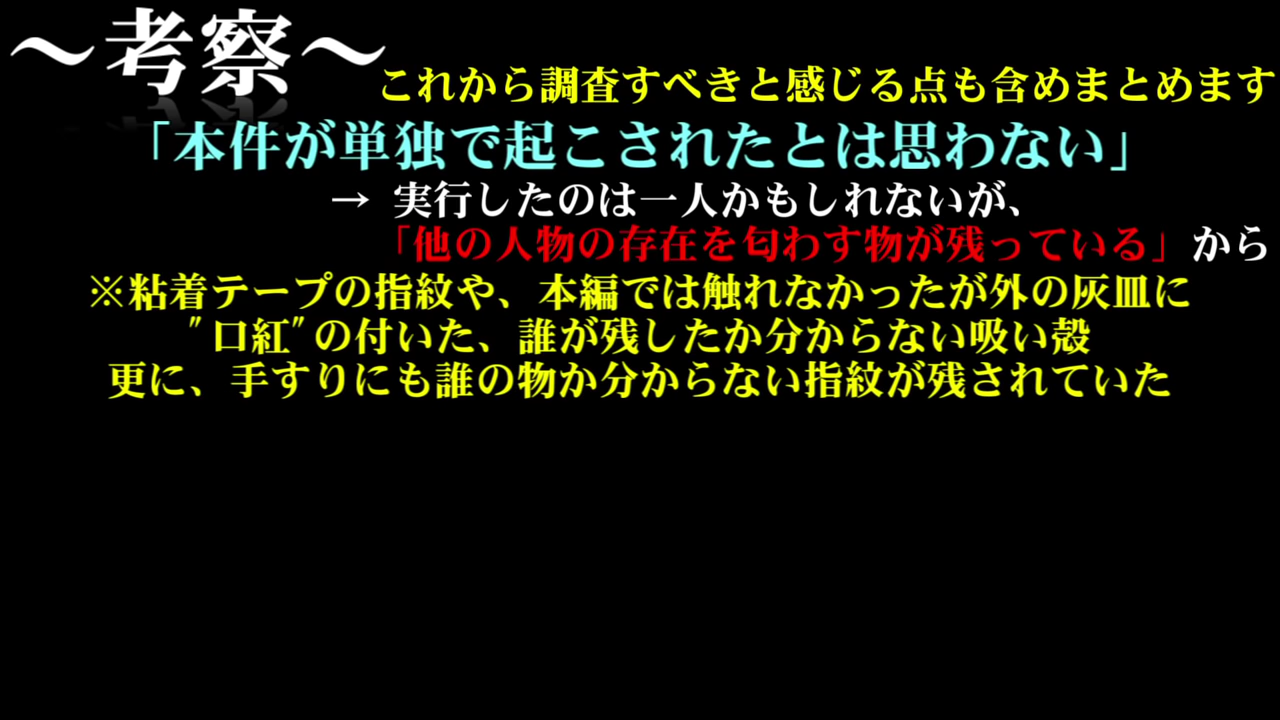 ～考察～
これから調査すべきと感じる点も含めまとめます
「本件が単独で起こされたとは思わない」
→ 実行したのは一人かもしれないが、
「他の人物の存在を匂わす物が残っている」から
※粘着テープの指紋や、本編では触れなかったが外の灰皿に
"口紅"の付いた、誰が残したか分からない吸い殻
更に、手すりにも誰の物か分からない指紋が残されていた